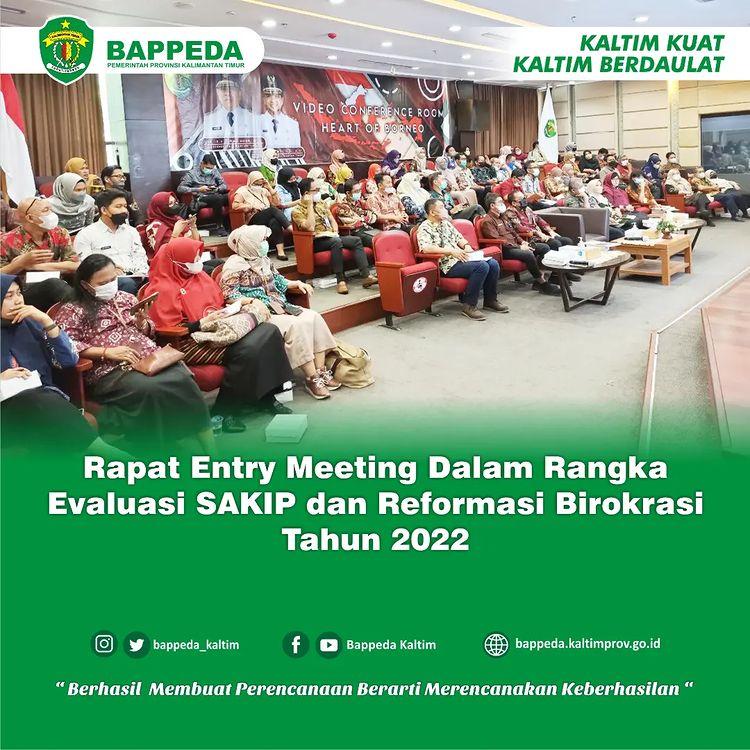 BAPPEDA
PEMERINTAH PROVINSI KALIMANTAN TIMUR
KALTIM KUAT
KALTIM BERDAULAT
VIDEO CONFERENCE ROOM
HEART OF BORNEO
Rapat Entry Meeting Dalam Rangka
Evaluasi SAKIP dan Reformasi Birokrasi
Tahun 2022
bappeda_kaltim
Bappeda Kaltim
bappeda.kaltimprov.go.id
“ Berhasil Membuat Perencanaan Berarti Merencanakan Keberhasilan “